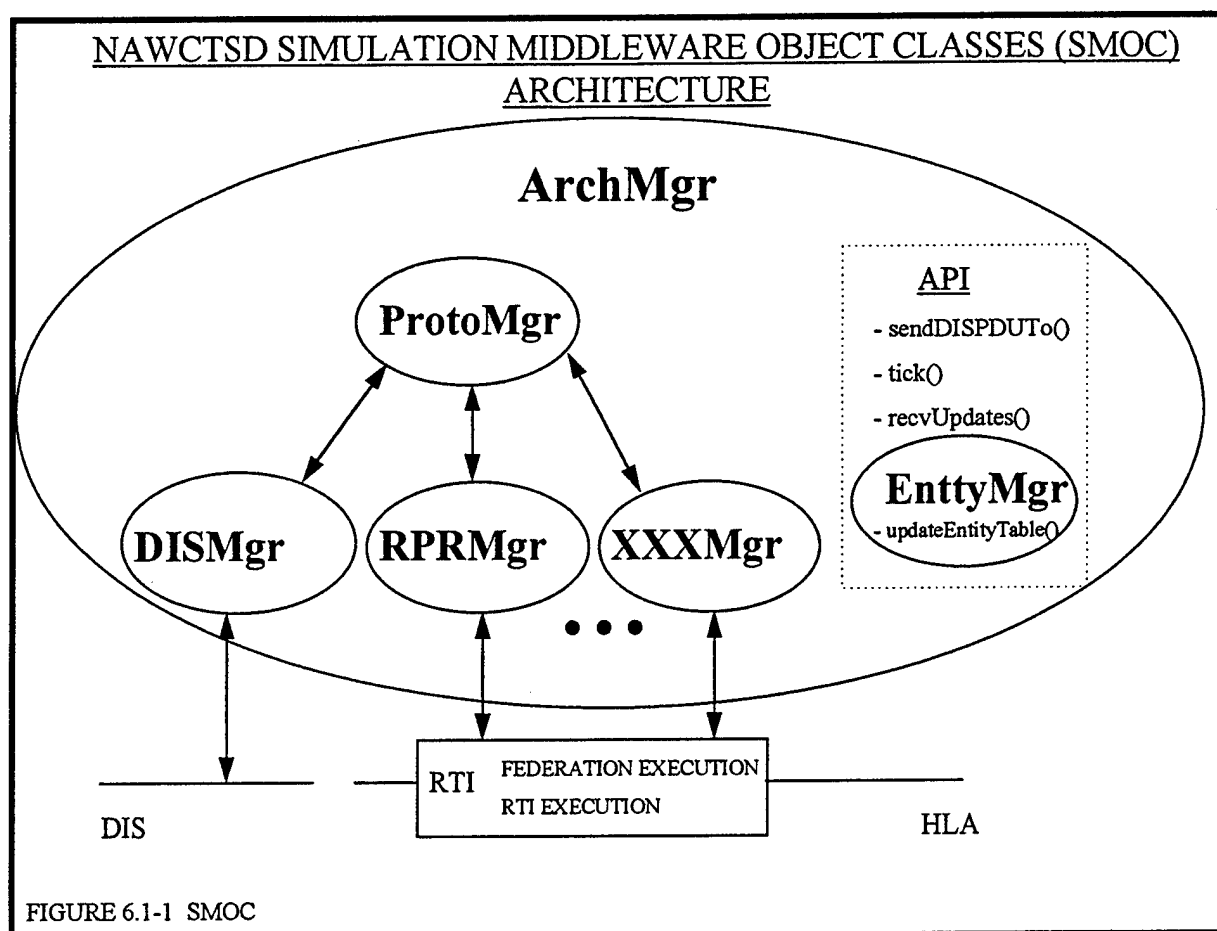 NAWCTSD SIMULATION MIDDLEWARE OBJECT CLASSES (SMOC)
ARCHITECTURE
ArchMgr
ProtoMgr
DISMgr
RPRMgr
XXXMgr
API
- sendDISPDUTo()
- tick()
- recvUpdates()
EnttyMgr
- updateEntityTable()
RTI
FEDERATION EXECUTION
RTI EXECUTION
DIS
HLA
FIGURE 6.1-1 SMOC